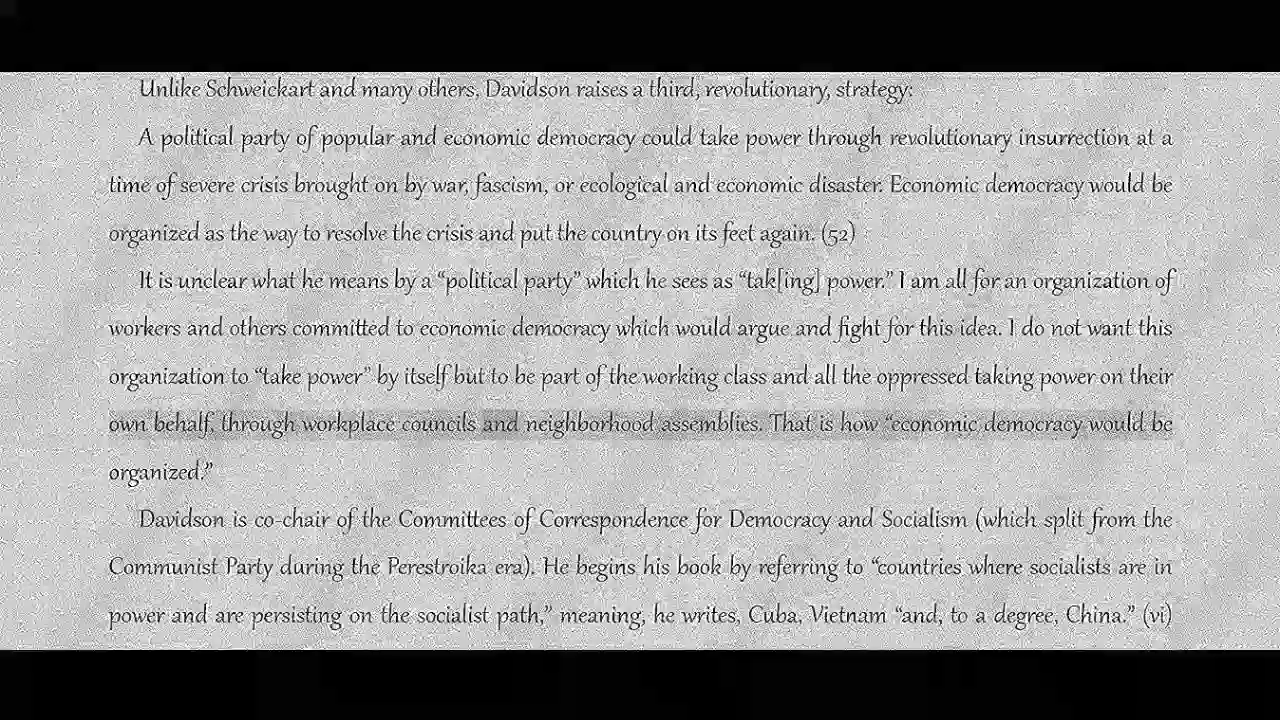 Unlike Schweickart and many others, Davidson raises a third, revolutionary, strategy:
A political party of popular and economic democracy could take power through revolutionary insurrection at a
time of severe crisis brought on by war, fascism, or ecological and economic disaster. Economic democracy would be
organized as the way to resolve the crisis and put the country on its feet again. (52)
It is unclear what he means by a “political party” which he sees as “tak[ing] power.” I am all for an organization of
workers and others committed to economic democracy which would argue and fight for this idea. I do not want this
organization to “take power” by itself but to be part of the working class and all the oppressed taking power on their
own behalf, through workplace councils and neighborhood assemblies. That is how “economic democracy would be
organized.”
Davidson is co-chair of the Committees of Correspondence for Democracy and Socialism (which split from the
Communist Party during the Perestroika era). He begins his book by referring to “countries where socialists are in
power and are persisting on the socialist path,” meaning, he writes, Cuba, Vietnam “and, to a degree, China.” (vi)